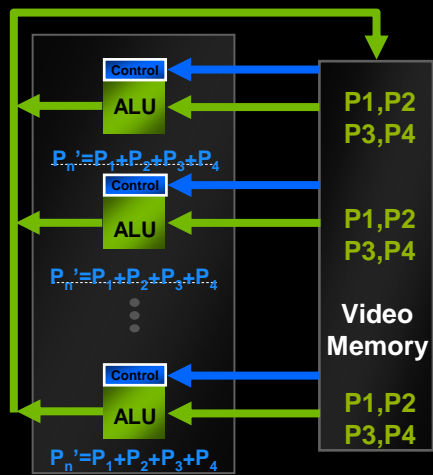 Control
ALU
P1,P2
P3,P4
Pn'=P1+P2+P3+P4
Control
ALU
P1,P2
P3,P4
Pn'=P1+P2+P3+P4
Video
Memory
Control
ALU
P1,P2
P3,P4
Pn'=P1+P2+P3+P4